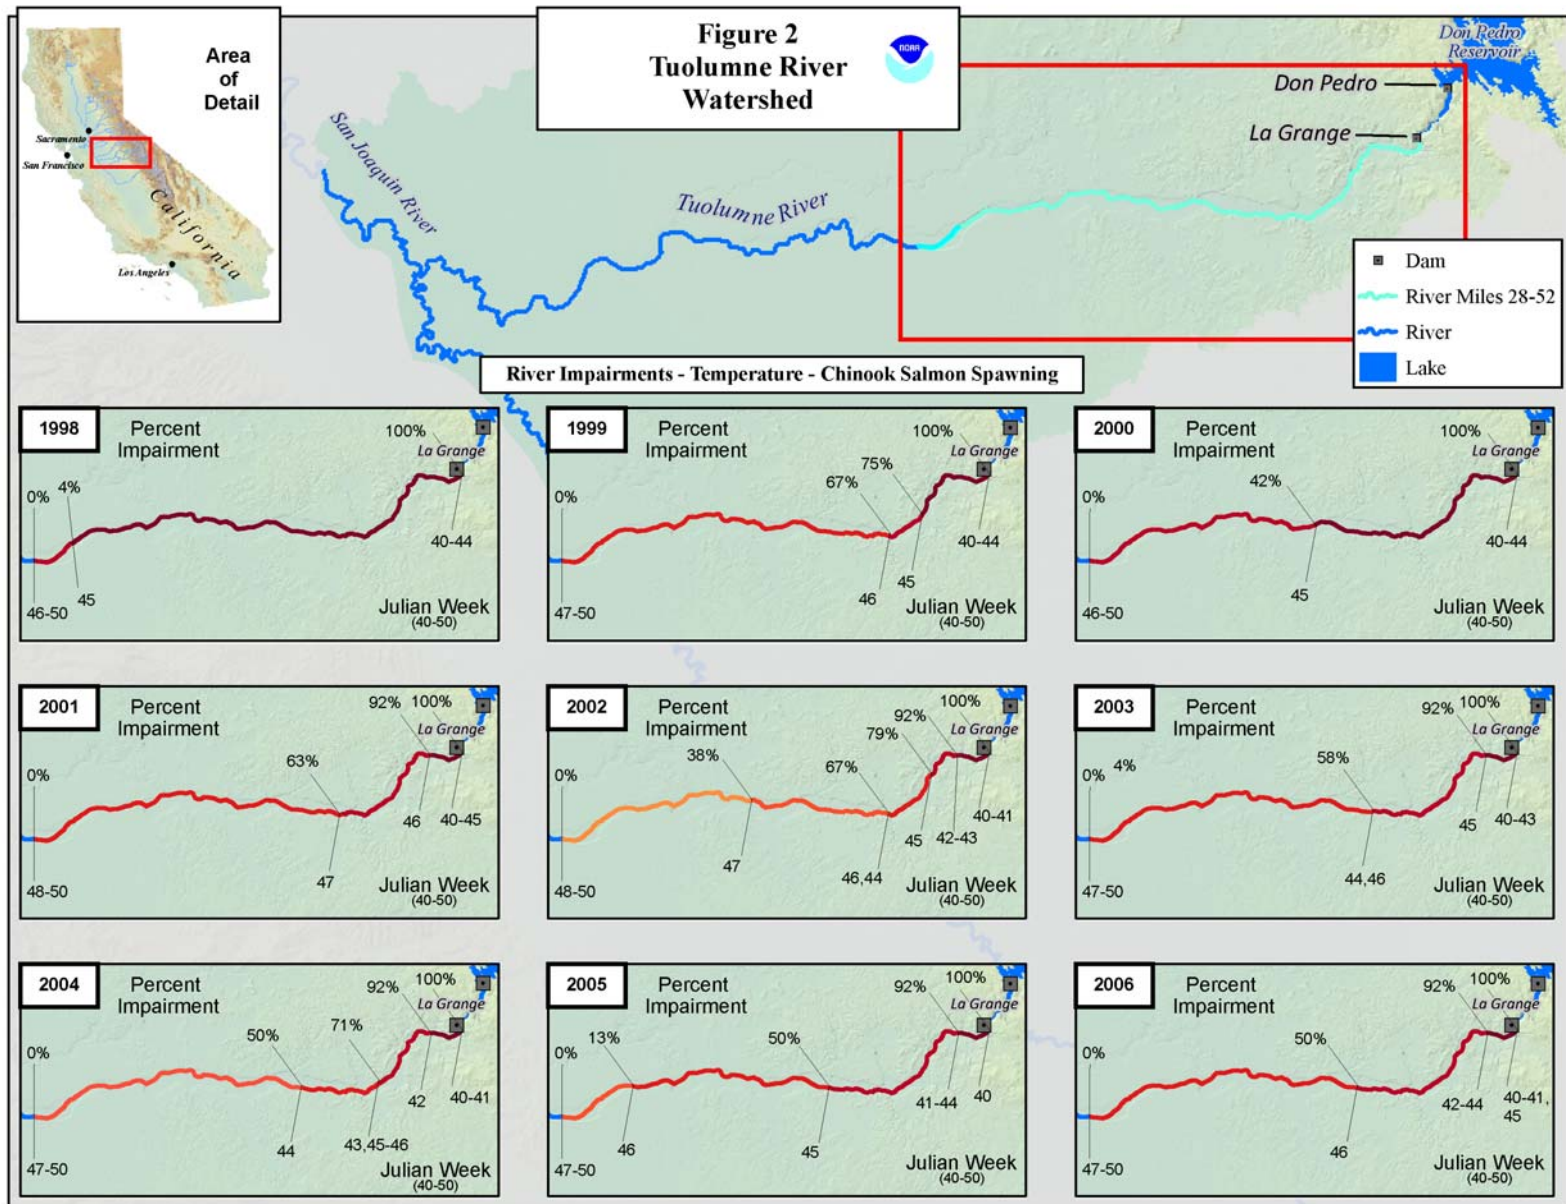 Area
of
Detail
Sacramento
San Francisco
California
Los Angeles
Figure 2
Tuolumne River
Watershed
NOAA
Don Pedro
Reservoir
Don Pedro
La Grange
San Joaquin River
Tuolumne River
Dam
River Miles 28-52
River
Lake
River Impairments - Temperature - Chinook Salmon Spawning
1998
Percent
Impairment
100%
La Grange
0%
4%
40-44
45
46-50
Julian Week
(40-50)
1999
Percent
Impairment
100%
La Grange
75%
67%
0%
40-44
45
46
47-50
Julian Week
(40-50)
2000
Percent
Impairment
100%
La Grange
42%
0%
40-44
45
46-50
Julian Week
(40-50)
2001
Percent
Impairment
92%
100%
La Grange
63%
0%
46
40-45
47
48-50
Julian Week
(40-50)
2002
Percent
Impairment
100%
92%
La Grange
79%
38%
67%
0%
40-41
45
42-43
47
46,44
48-50
Julian Week
(40-50)
2003
Percent
Impairment
92%
100%
La Grange
58%
0%
4%
45
40-43
44,46
47-50
Julian Week
(40-50)
2004
Percent
Impairment
100%
92%
La Grange
71%
50%
0%
42
40-41
44
43,45-46
47-50
Julian Week
(40-50)
2005
Percent
Impairment
100%
92%
La Grange
0%
13%
50%
41-44
40
46
45
47-50
Julian Week
(40-50)
2006
Percent
Impairment
100%
92%
La Grange
50%
0%
42-44
40-41,
45
46
47-50
Julian Week
(40-50)